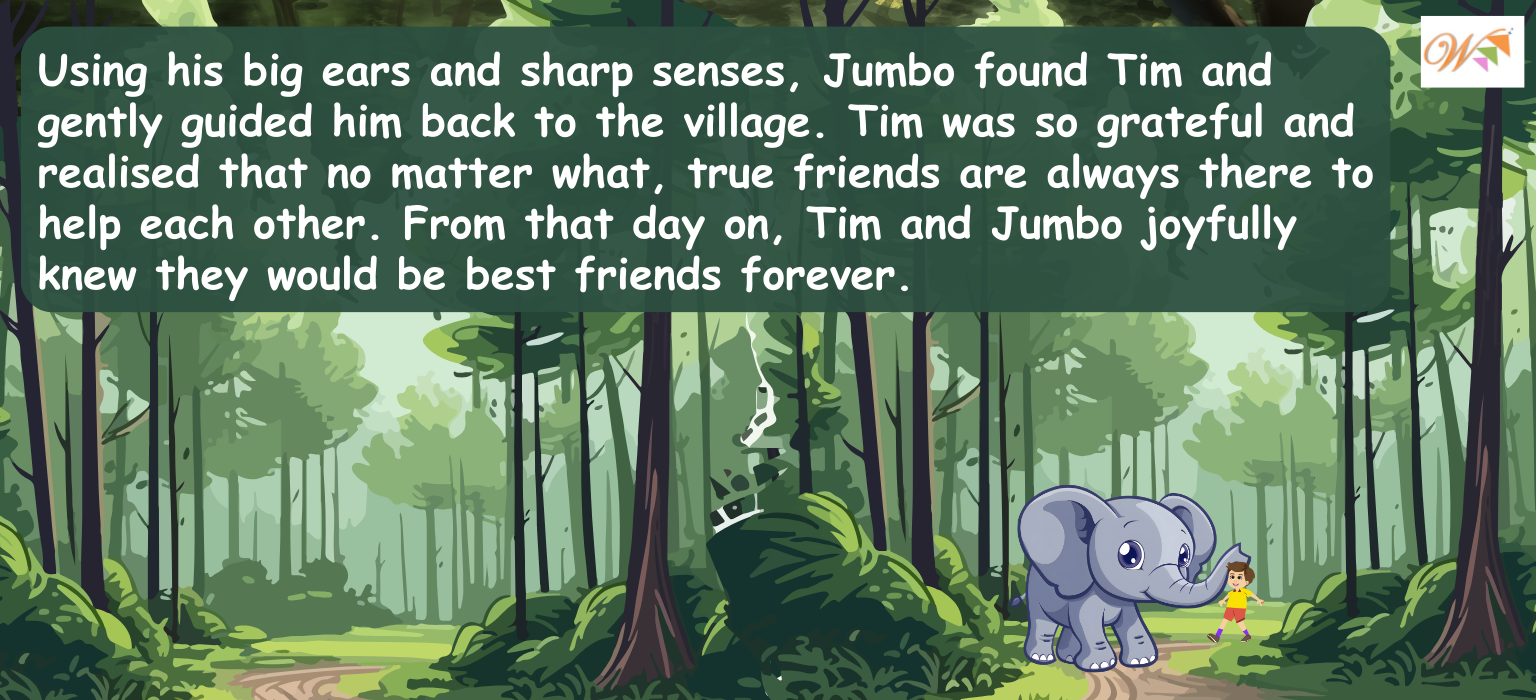 Using his big ears and sharp senses, Jumbo found Tim and
gently guided him back to the village. Tim was so grateful and
realised that no matter what, true friends are always there to
help each other. From that day on, Tim and Jumbo joyfully
knew they would be best friends forever.
W